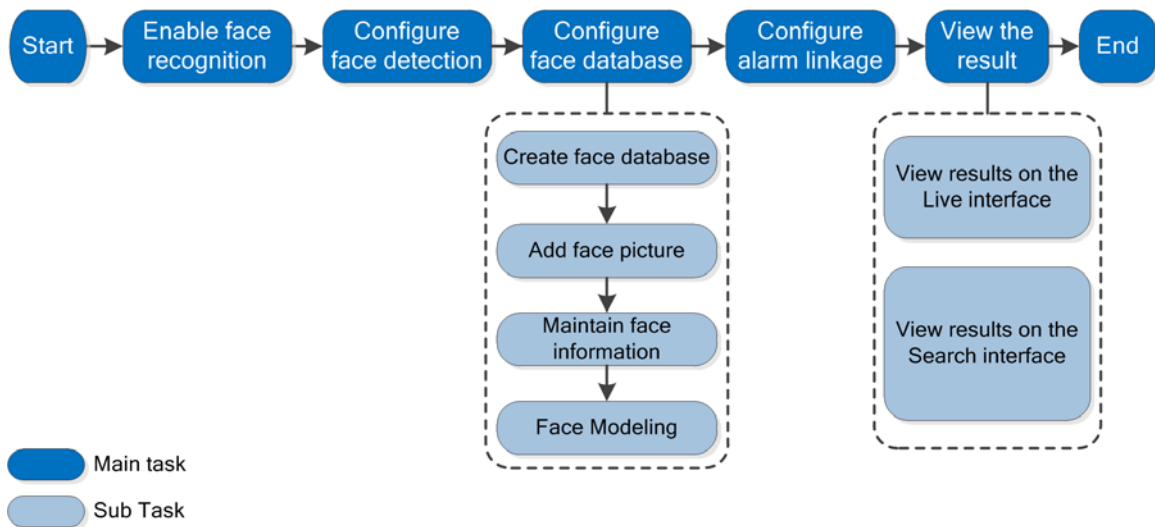 Start
Enable face
recognition
Configure
face detection
Configure
face database
Configure
alarm linkage
View the
result
End
Create face database
Add face picture
Maintain face
information
Face Modeling
View results on the
Live interface
View results on the
Search interface
Main task
Sub Task